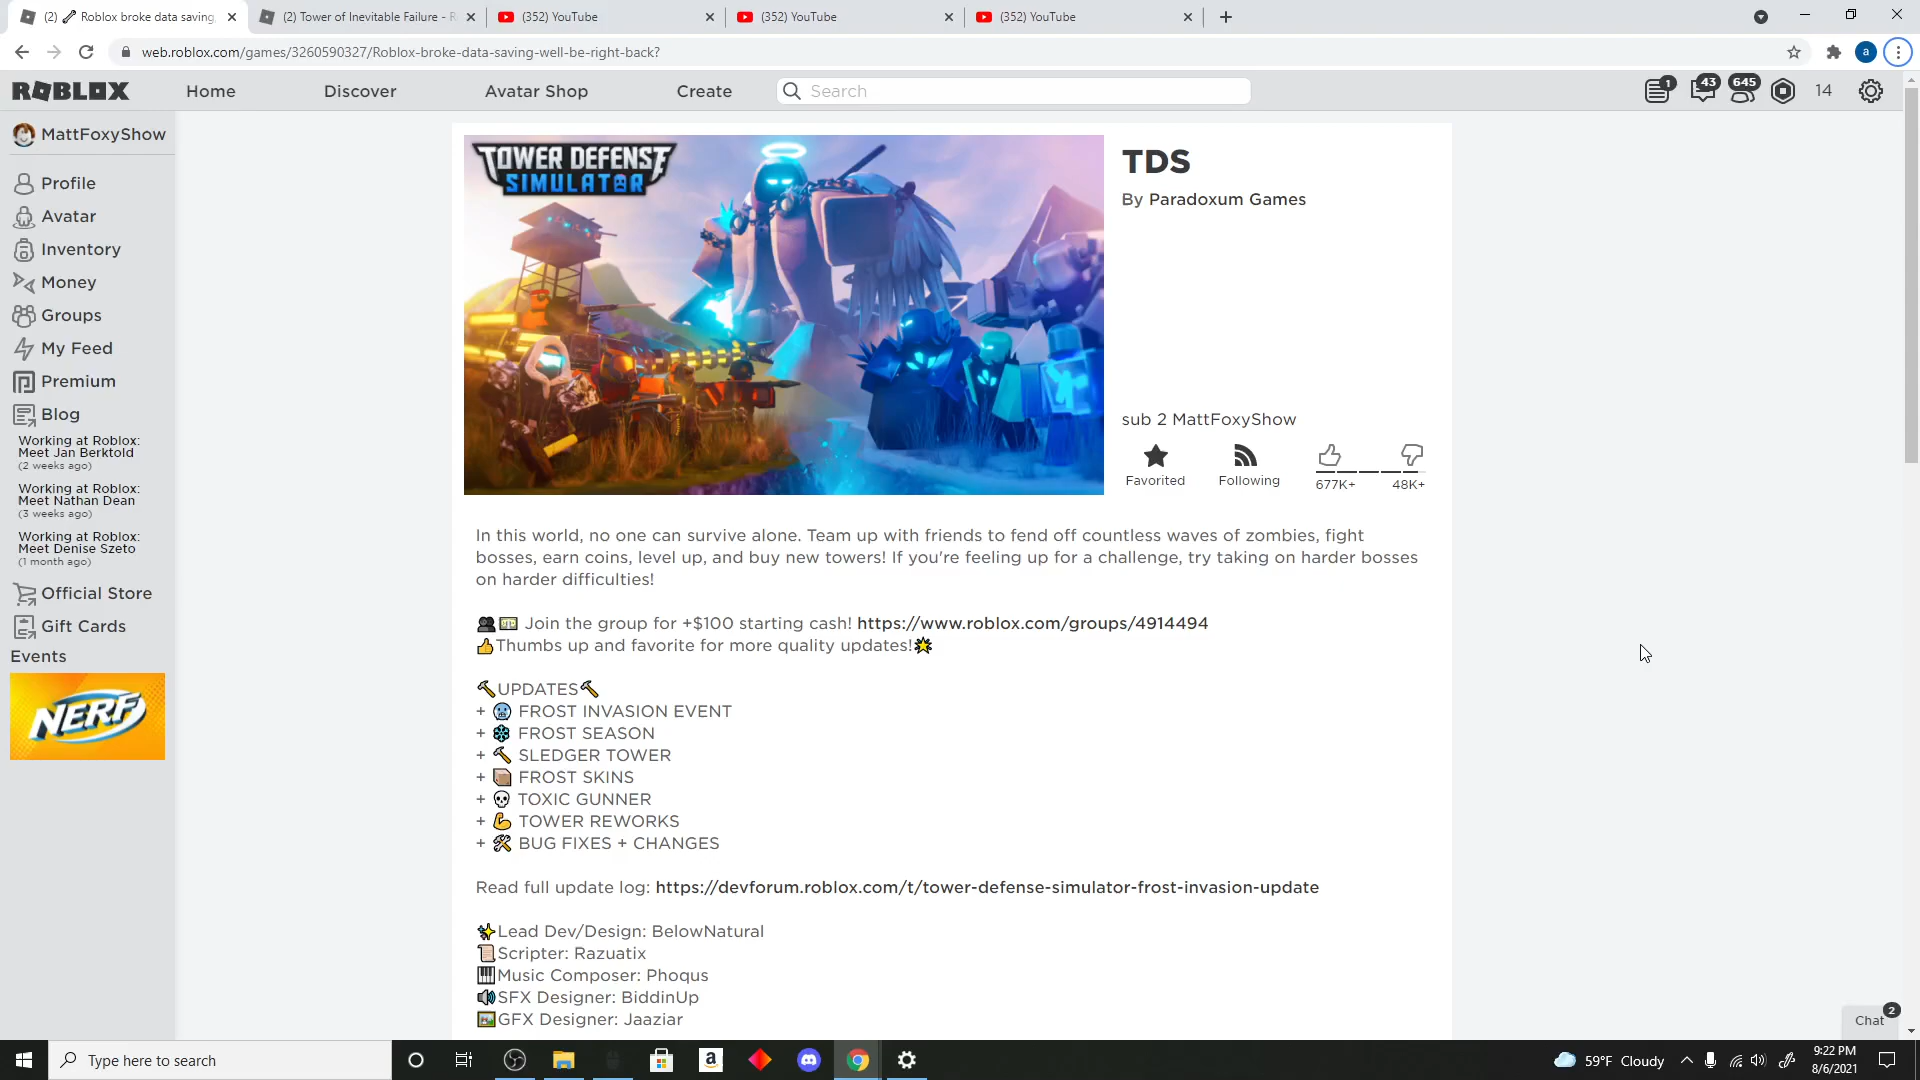 (2) Roblox broke data saving,
(2) Tower of Inevitable Failure - R
(352) YouTube
(352) YouTube
(352) YouTube
web.roblox.com/games/3260590327/Roblox-broke-data-saving-well-be-right-back?
a
ROBLOX
Home
Discover
Avatar Shop
Create
Search
1
43
645
14
MattFoxyShow
Profile
Avatar
Inventory
Money
Groups
My Feed
Premium
Blog
Working at Roblox:
Meet Jan Berktold
(2 weeks ago)
Working at Roblox:
Meet Nathan Dean
(3 weeks ago)
Working at Roblox:
Meet Denise Szeto
(1 month ago)
Official Store
Gift Cards
Events
NERF
TOWER DEFENSE
SIMULATOR
TDS
By Paradoxum Games
sub 2 MattFoxyShow
Favorited
Following
677K+
48K+
In this world, no one can survive alone. Team up with friends to fend off countless waves of zombies, fight
bosses, earn coins, level up, and buy new towers! If you're feeling up for a challenge, try taking on harder bosses
on harder difficulties!
👥💵 Join the group for +$100 starting cash! https://www.roblox.com/groups/4914494
👍Thumbs up and favorite for more quality updates!🌟
🔨UPDATES🔨
+ 🥶 FROST INVASION EVENT
+ ❄️ FROST SEASON
+ 🔨 SLEDGER TOWER
+ 📦 FROST SKINS
+ 💀 TOXIC GUNNER
+ 💪 TOWER REWORKS
+ 🛠️ BUG FIXES + CHANGES
Read full update log: https://devforum.roblox.com/t/tower-defense-simulator-frost-invasion-update
✨Lead Dev/Design: BelowNatural
📜Scripter: Razuatix
🎹Music Composer: Phoqus
🔊SFX Designer: BiddinUp
🖼️GFX Designer: Jaaziar
Chat
2
Type here to search
a
59°F Cloudy
9:22 PM
8/6/2021